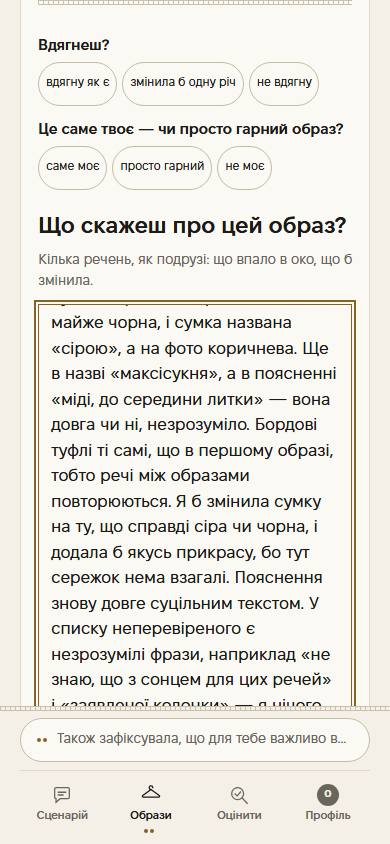 Вдягнеш?
вдягну як є
змінила б одну річ
не вдягну
Це саме твоє — чи просто гарний образ?
саме моє
просто гарний
не моє
Що скажеш про цей образ?
Кілька речень, як подрузі: що впало в око, що б
змінила.
майже чорна, і сумка названа
«сірою», а на фото коричнева. Ще
в назві «максісукня», а в поясненні
«міді, до середини литки» — вона
довга чи ні, незрозуміло. Бордові
туфлі ті самі, що в першому образі,
тобто речі між образами
повторюються. Я б змінила сумку
на ту, що справді сіра чи чорна, і
додала б якусь прикрасу, бо тут
сережок нема взагалі. Пояснення
знову довге суцільним текстом. У
списку неперевіреного є
незрозумілі фрази, наприклад «не
знаю, що з сонцем для цих речей»
і «заявленої колонки» — я нічого
Також зафіксувала, що для тебе важливо в...
Сценарій
Образи
Оцінити
0
Профіль